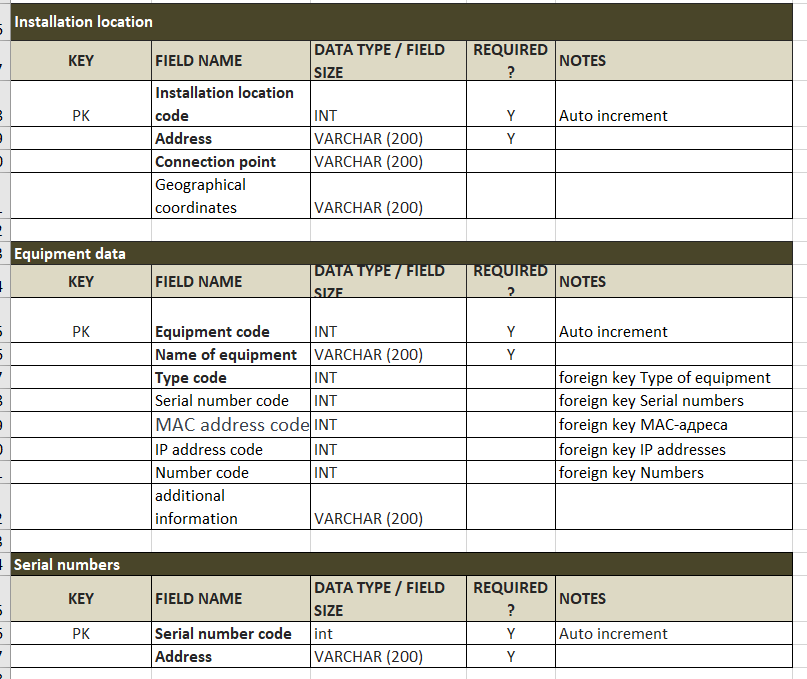 Installation location
KEY FIELD NAME DATA TYPE / FIELD SIZE REQUIRED ? NOTES
PK Installation location code INT Y Auto increment
Address VARCHAR (200) Y
Connection point VARCHAR (200)
Geographical coordinates VARCHAR (200)
Equipment data
KEY FIELD NAME DATA TYPE / FIELD SIZE REQUIRED ? NOTES
PK Equipment code INT Y Auto increment
Name of equipment VARCHAR (200) Y
Type code INT foreign key Type of equipment
Serial number code INT foreign key Serial numbers
MAC address code INT foreign key MAC-адреса
IP address code INT foreign key IP addresses
Number code INT foreign key Numbers
additional information VARCHAR (200)
Serial numbers
KEY FIELD NAME DATA TYPE / FIELD SIZE REQUIRED ? NOTES
PK Serial number code int Y Auto increment
Address VARCHAR (200) Y